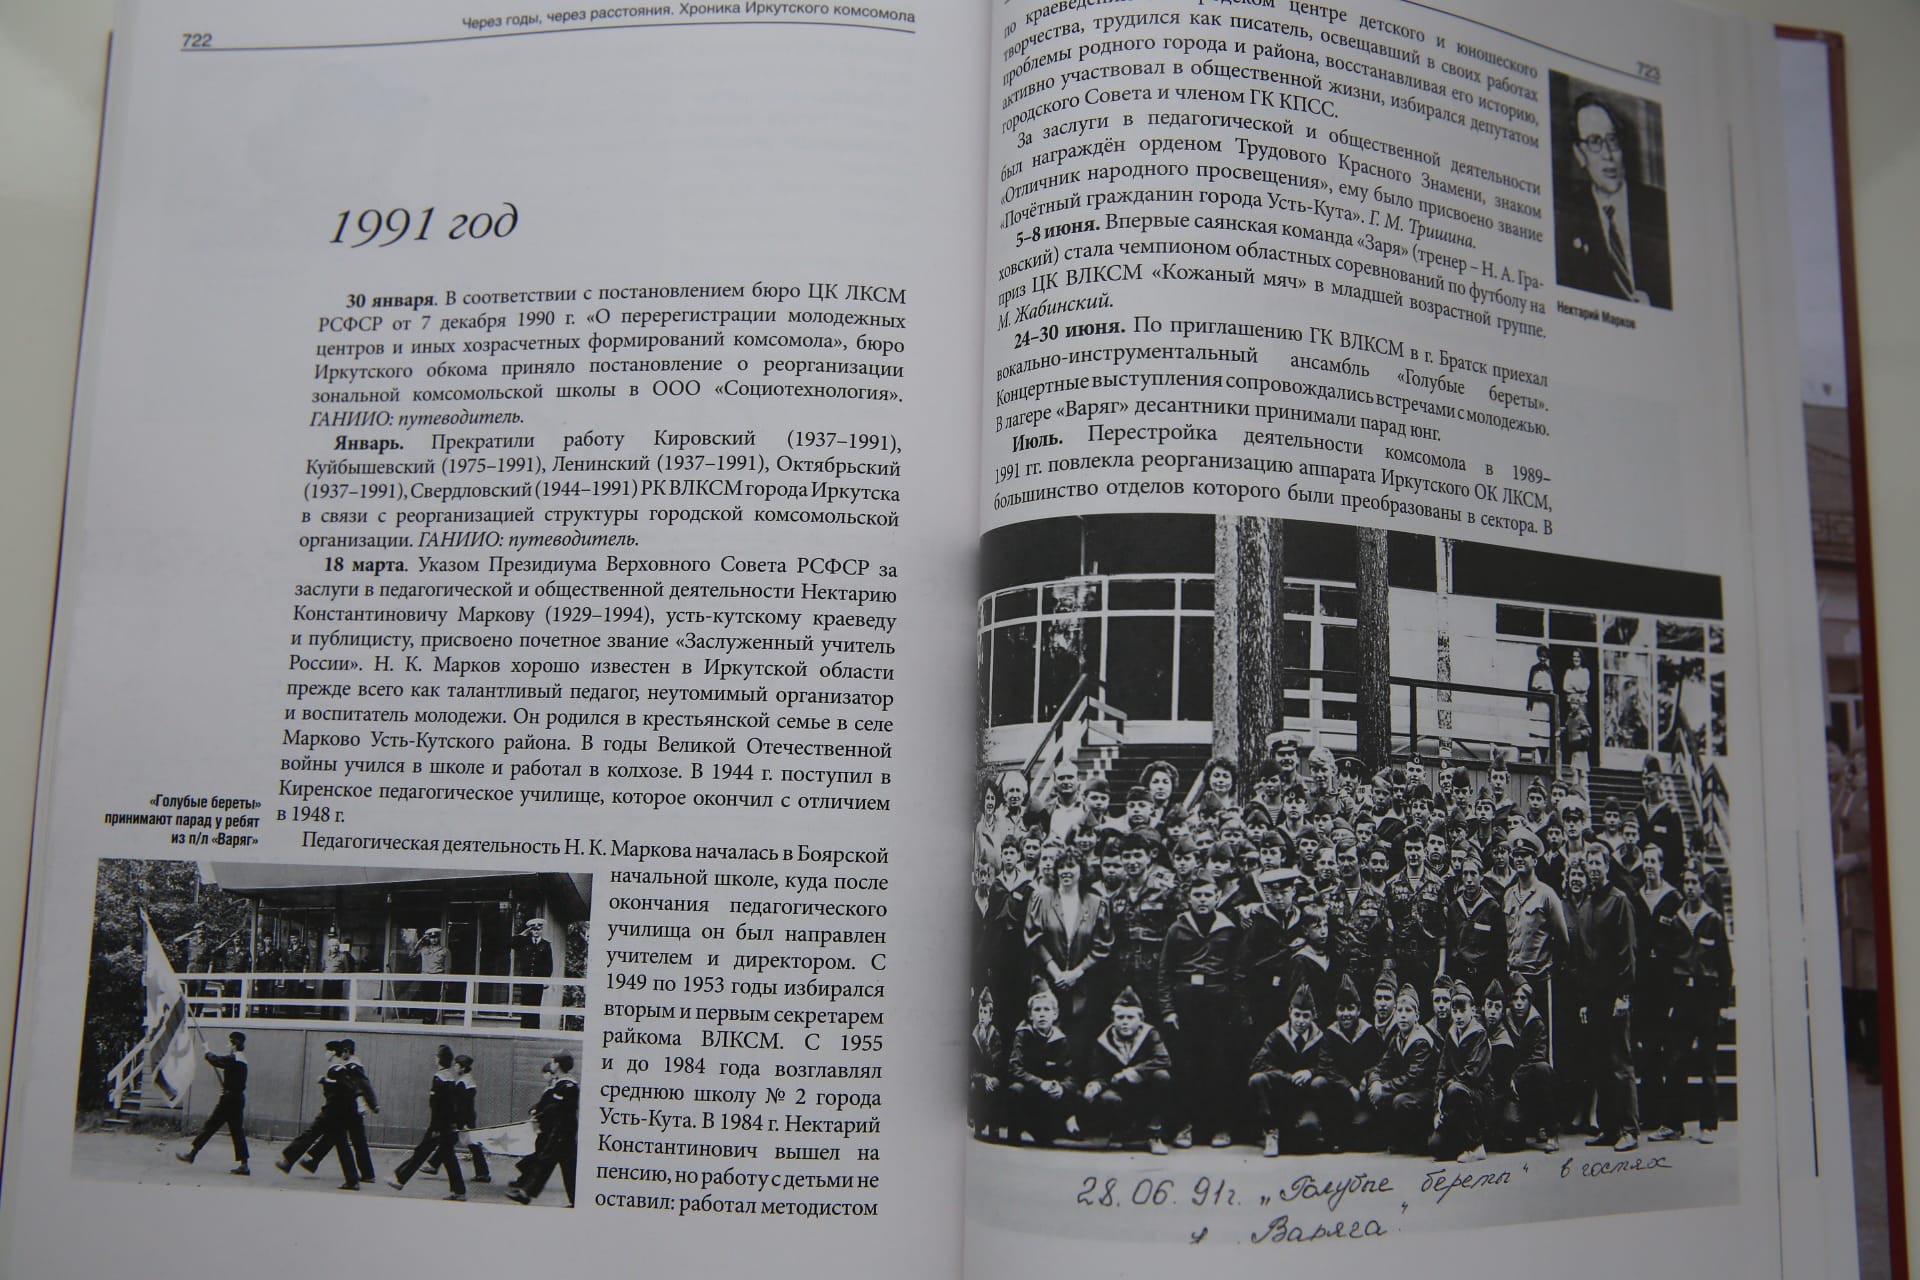 722
Через годы, через расстояния. Хроника Иркутского комсомола
1991 год
30 января. В соответствии с постановлением бюро ЦК ЛКСМ
РСФСР от 7 декабря 1990 г. «О перерегистрации молодежных
центров и иных хозрасчетных формирований комсомола», бюро
Иркутского обкома приняло постановление о реорганизации
зональной комсомольской школы в ООО «Социотехнология».
ГАНИИО: путеводитель.
Январь. Прекратили работу Кировский (1937–1991),
Куйбышевский (1975–1991), Ленинский (1937–1991), Октябрьский
(1937–1991), Свердловский (1944–1991) РК ВЛКСМ города Иркутска
в связи с реорганизацией структуры городской комсомольской
организации. ГАНИИО: путеводитель.
18 марта. Указом Президиума Верховного Совета РСФСР за
заслуги в педагогической и общественной деятельности Нектарию
Константиновичу Маркову (1929–1994), усть-кутскому краеведу
и публицисту, присвоено почетное звание «Заслуженный учитель
России». Н. К. Марков хорошо известен в Иркутской области
прежде всего как талантливый педагог, неутомимый организатор
и воспитатель молодежи. Он родился в крестьянской семье в селе
Марково Усть-Кутского района. В годы Великой Отечественной
войны учился в школе и работал в колхозе. В 1944 г. поступил в
Киренское педагогическое училище, которое окончил с отличием
в 1948 г.
Педагогическая деятельность Н. К. Маркова началась в Боярской
начальной школе, куда после
окончания педагогического
училища он был направлен
учителем и директором. С
1949 по 1953 годы избирался
вторым и первым секретарем
райкома ВЛКСМ. С 1955
и до 1984 года возглавлял
среднюю школу № 2 города
Усть-Кута. В 1984 г. Нектарий
Константинович вышел на
пенсию, но работу с детьми не
оставил: работал методистом
«Голубые береты»
принимают парад у ребят
из п/л «Варяг»
723
по краеведению центре детского и юношеского
творчества, трудился как писатель, освещавший в своих работах
проблемы родного города и района, восстанавливая его историю,
активно участвовал в общественной жизни, избирался депутатом
городского Совета и членом ГК КПСС.
За заслуги в педагогической и общественной деятельности
был награждён орденом Трудового Красного Знамени, знаком
«Отличник народного просвещения», ему было присвоено звание
«Почётный гражданин города Усть-Кута». Г. М. Тришина.
5–8 июня. Впервые саянская команда «Заря» (тренер – Н. А. Гра-
ховский) стала чемпионом областных соревнований по футболу на
приз ЦК ВЛКСМ «Кожаный мяч» в младшей возрастной группе.
М. Жабинский.
24–30 июня. По приглашению ГК ВЛКСМ в г. Братск приехал
вокально-инструментальный ансамбль «Голубые береты».
Концертные выступления сопровождались встречами с молодежью.
В лагере «Варяг» десантники принимали парад юнг.
Июль. Перестройка деятельности комсомола в 1989–
1991 гг. повлекла реорганизацию аппарата Иркутского ОК ЛКСМ,
большинство отделов которого были преобразованы в сектора. В
Нектарий Марков
28.06.91г. „Голубые береты" в гостях
у „Варяга"